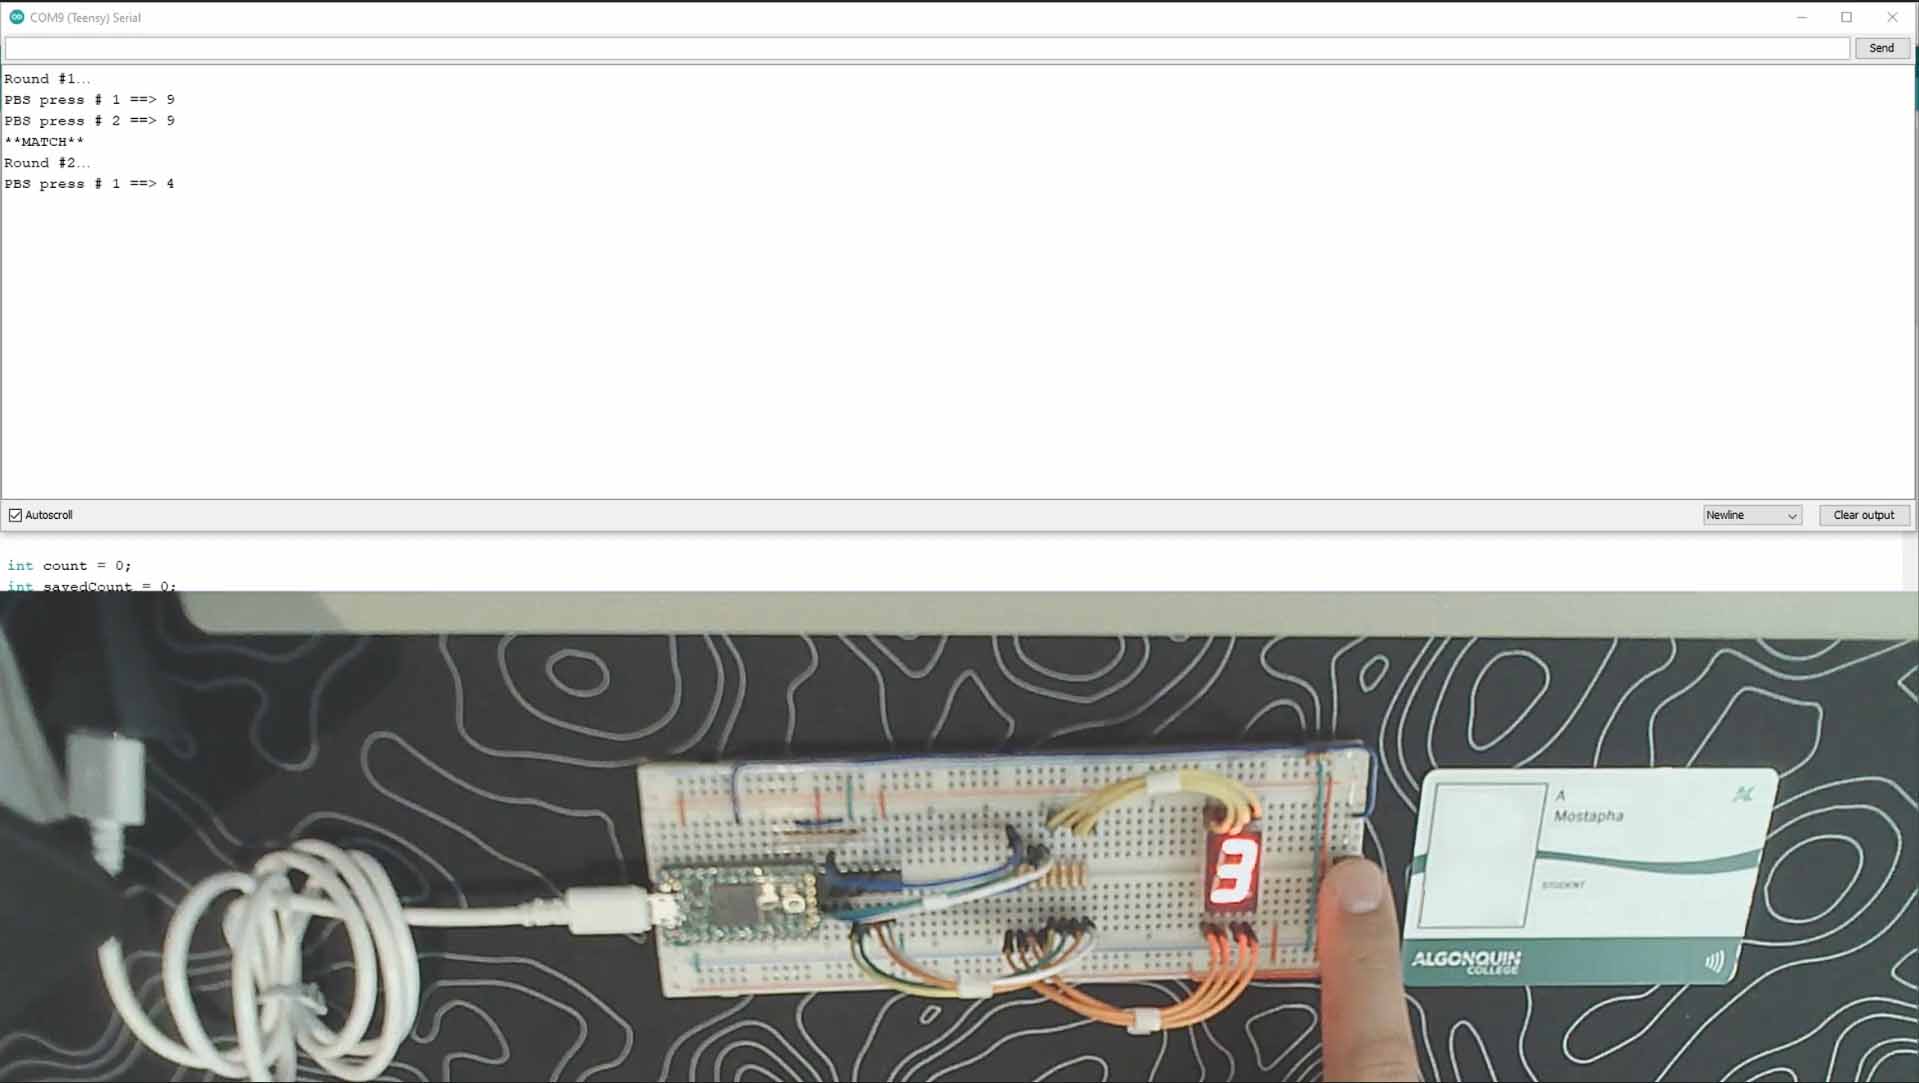 COM9 (Teensy) Serial
Send
Round #1...
PBS press # 1 ==> 9
PBS press # 2 ==> 9
**MATCH**
Round #2...
PBS press # 1 ==> 4
Autoscroll
Newline
Clear output
int count = 0;
int savedCount = 0;
3
A
Mostapha
STUDENT
ALGONQUIN
COLLEGE